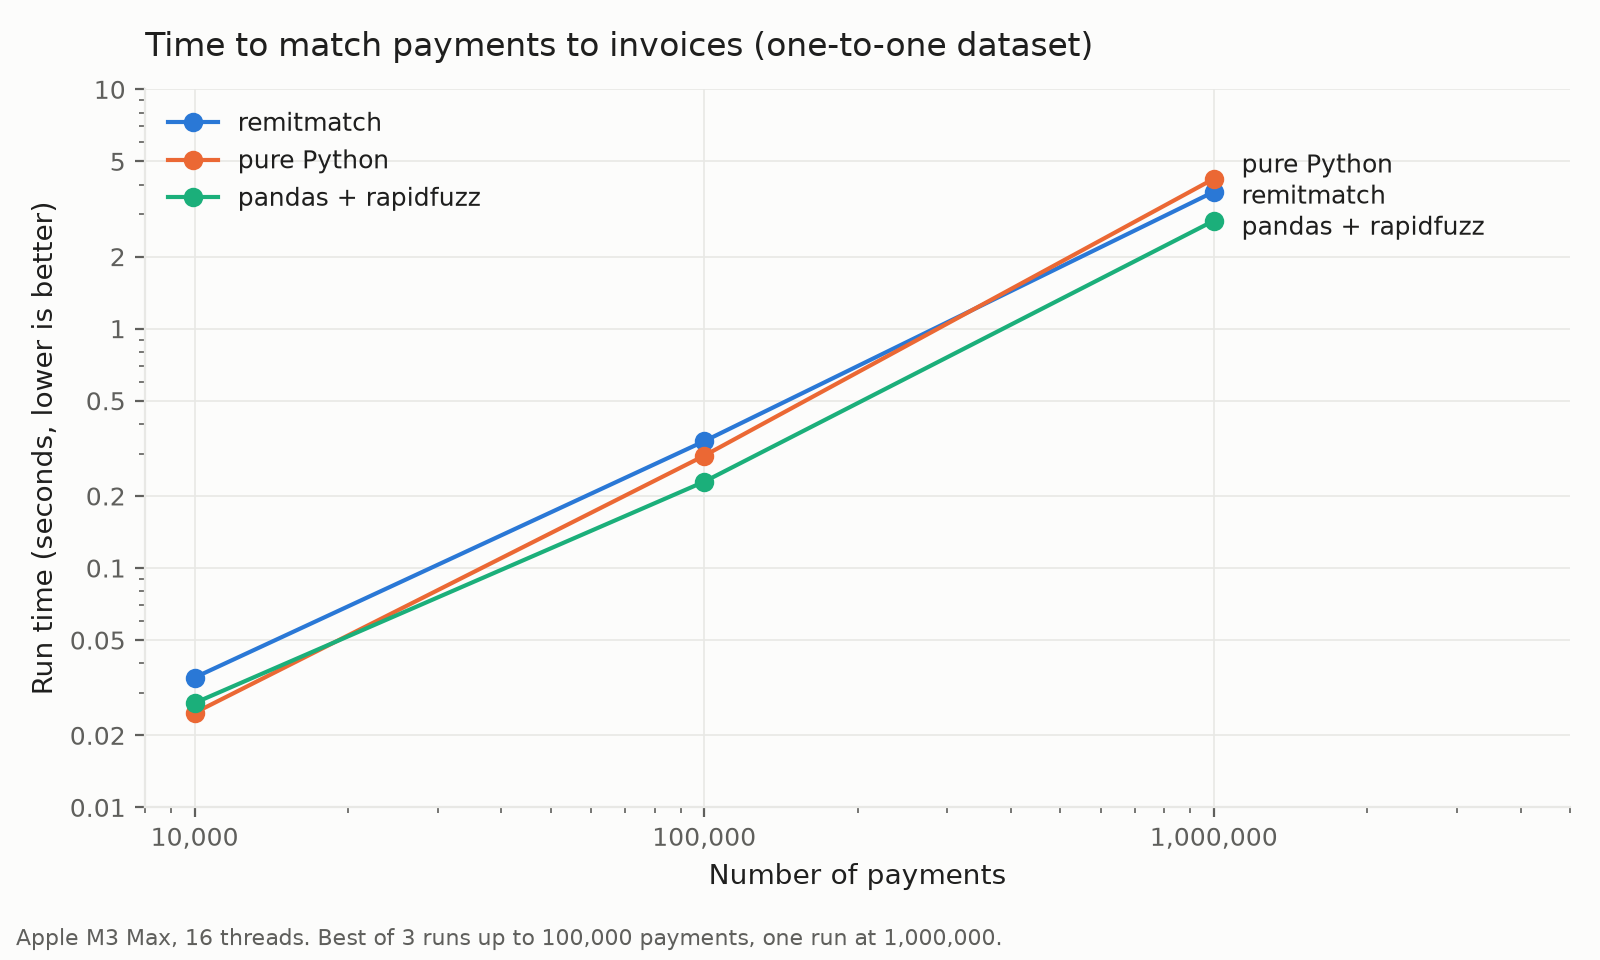 Time to match payments to invoices (one-to-one dataset)
remitmatch
pure Python
pandas + rapidfuzz
pure Python
remitmatch
pandas + rapidfuzz
Run time (seconds, lower is better)
10
5
2
1
0.5
0.2
0.1
0.05
0.02
0.01
10,000
100,000
1,000,000
Number of payments
Apple M3 Max, 16 threads. Best of 3 runs up to 100,000 payments, one run at 1,000,000.